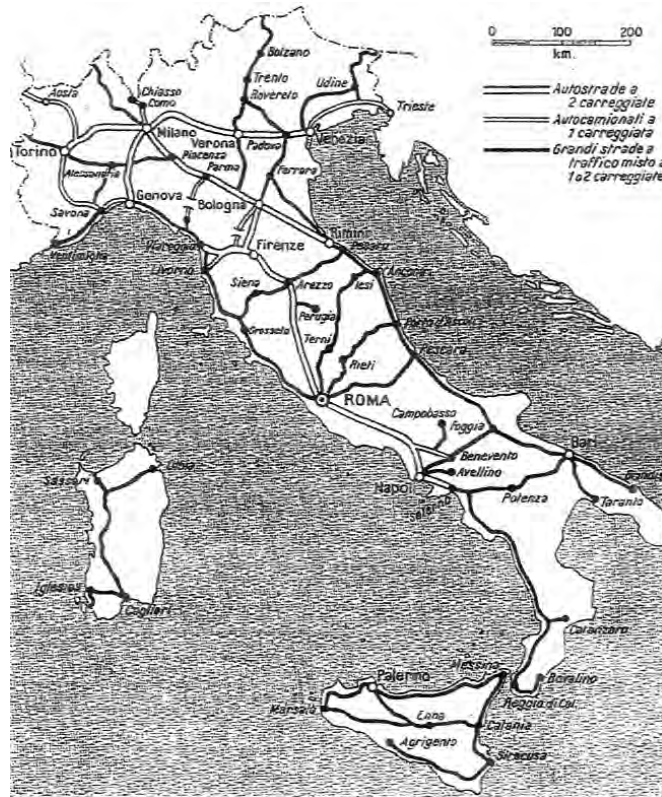 0 100 200
km.
Autostrade a
2 carreggiate
Autocamionali a
1 carreggiata
Grandi strade a
traffico misto a
1 o 2 carreggiate
Bolzano
Trento
Rovereto
Udine
Trieste
Aosta
Chiasso
Como
Milano
Verona
Padova
Venezia
Torino
Piacenza
Alessandria
Parma
Ferrara
Genova
Bologna
Savona
Rimini
Ventimiglia
Viareggio
Firenze
Pesaro
Livorno
Ancona
Siena
Arezzo
Iesi
Perugia
Grosseto
Porto d'Ascoli
Terni
Rieti
Pescara
ROMA
Campobasso
Foggia
Benevento
Bari
Avellino
Napoli
Brindisi
Olbia
Sassari
Salerno
Potenza
Taranto
Iglesias
Cagliari
Catanzaro
Messina
Palermo
Reggio di Cal.
Marsala
Enna
Catania
Agrigento
Siracusa